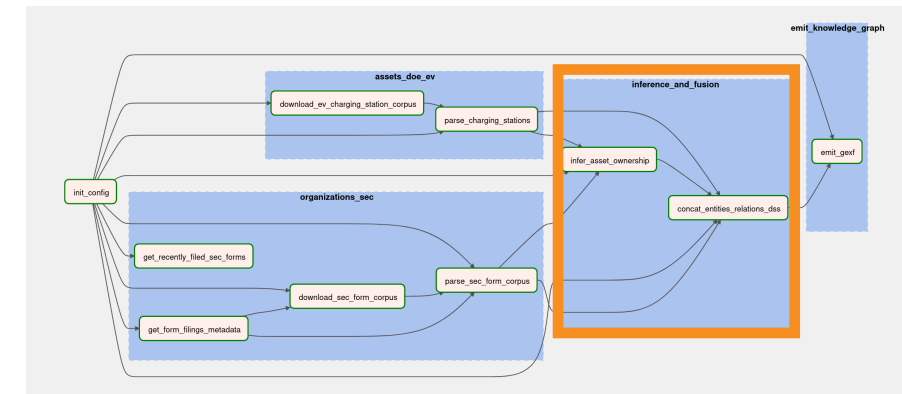 emit_knowledge_graph
assets_doe_ev
inference_and_fusion
download_ev_charging_station_corpus
parse_charging_stations
infer_asset_ownership
emit_gexf
init_config
organizations_sec
concat_entities_relations_dss
get_recently_filed_sec_forms
parse_sec_form_corpus
download_sec_form_corpus
get_form_filings_metadata